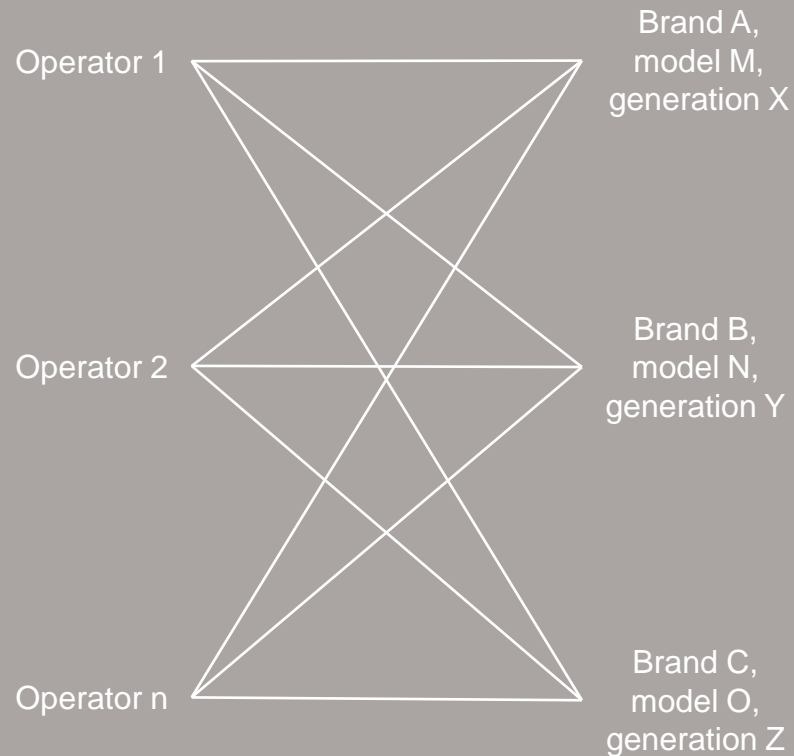 Operator 1
Brand A,
model M,
generation X
Operator 2
Brand B,
model N,
generation Y
Operator n
Brand C,
model O,
generation Z